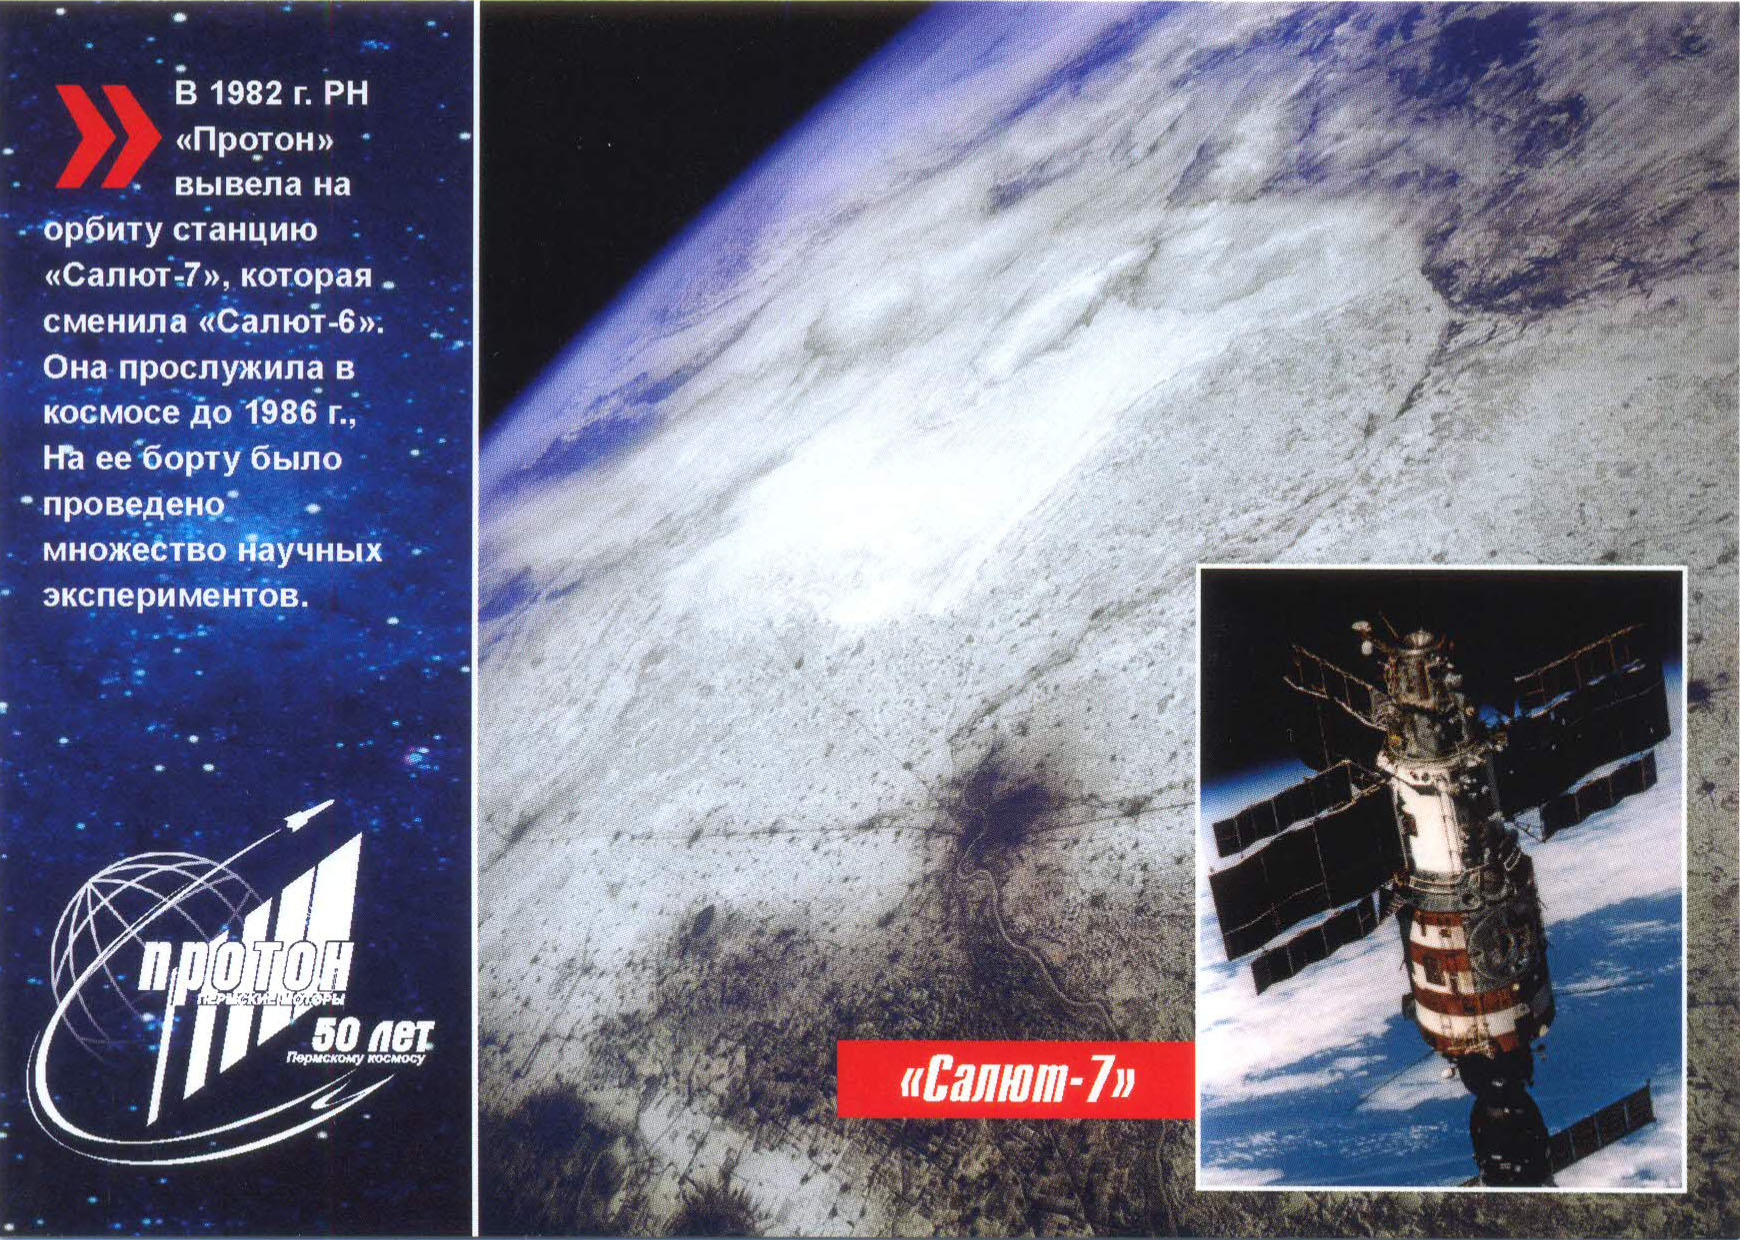 В 1982 г. РН
«Протон»
вывела на
орбиту станцию
«Салют-7», которая
сменила «Салют-6».
Она прослужила в
космосе до 1986 г.,
На ее борту было
проведено
множество научных
экспериментов.
протон
ПЕРМСКИЕ МОТОРЫ
50 лет
Пермскому космосу
«Салют-7»